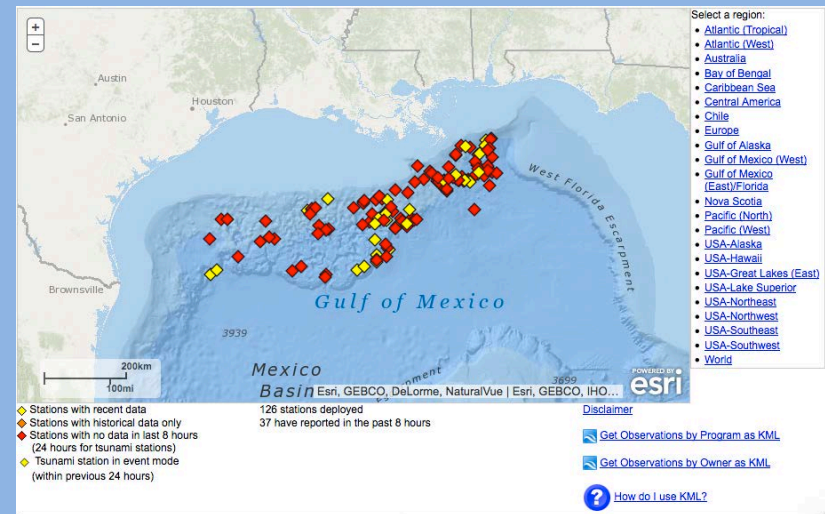 +
−
Austin
Houston
San Antonio
Brownsville
West Florida Escarpment
Gulf of Mexico
3939
Mexico
Basin
Escarpment
3699
200km
100mi
POWERED BY
esri
Esri, GEBCO, DeLorme, NaturalVue | Esri, GEBCO, IHO...
Select a region:
Atlantic (Tropical)
Atlantic (West)
Australia
Bay of Bengal
Caribbean Sea
Central America
Chile
Europe
Gulf of Alaska
Gulf of Mexico (West)
Gulf of Mexico
(East)/Florida
Nova Scotia
Pacific (North)
Pacific (West)
USA-Alaska
USA-Hawaii
USA-Great Lakes (East)
USA-Lake Superior
USA-Northeast
USA-Northwest
USA-Southeast
USA-Southwest
World
Stations with recent data
Stations with historical data only
Stations with no data in last 8 hours
(24 hours for tsunami stations)
Tsunami station in event mode
(within previous 24 hours)
126 stations deployed
37 have reported in the past 8 hours
Disclaimer
Get Observations by Program as KML
Get Observations by Owner as KML
? How do I use KML?